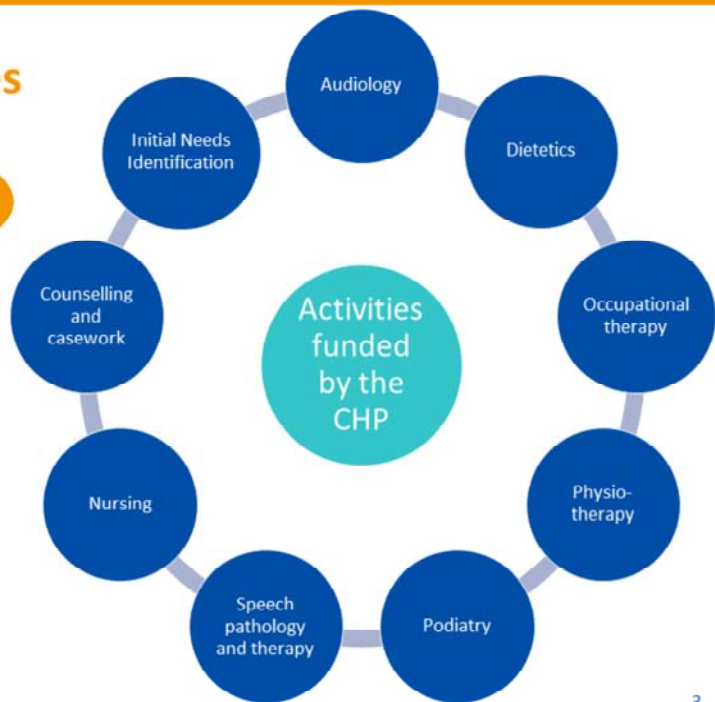 Audiology
Dietetics
Occupational
therapy
Physio-
therapy
Podiatry
Speech
pathology
and therapy
Nursing
Counselling
and
casework
Initial Needs
Identification
Activities
funded
by the
CHP
3